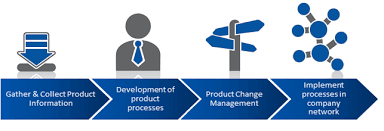 Gather & Collect Product
Information
Development of
product
processes
Product Change
Management
Implement
processes in
company
network